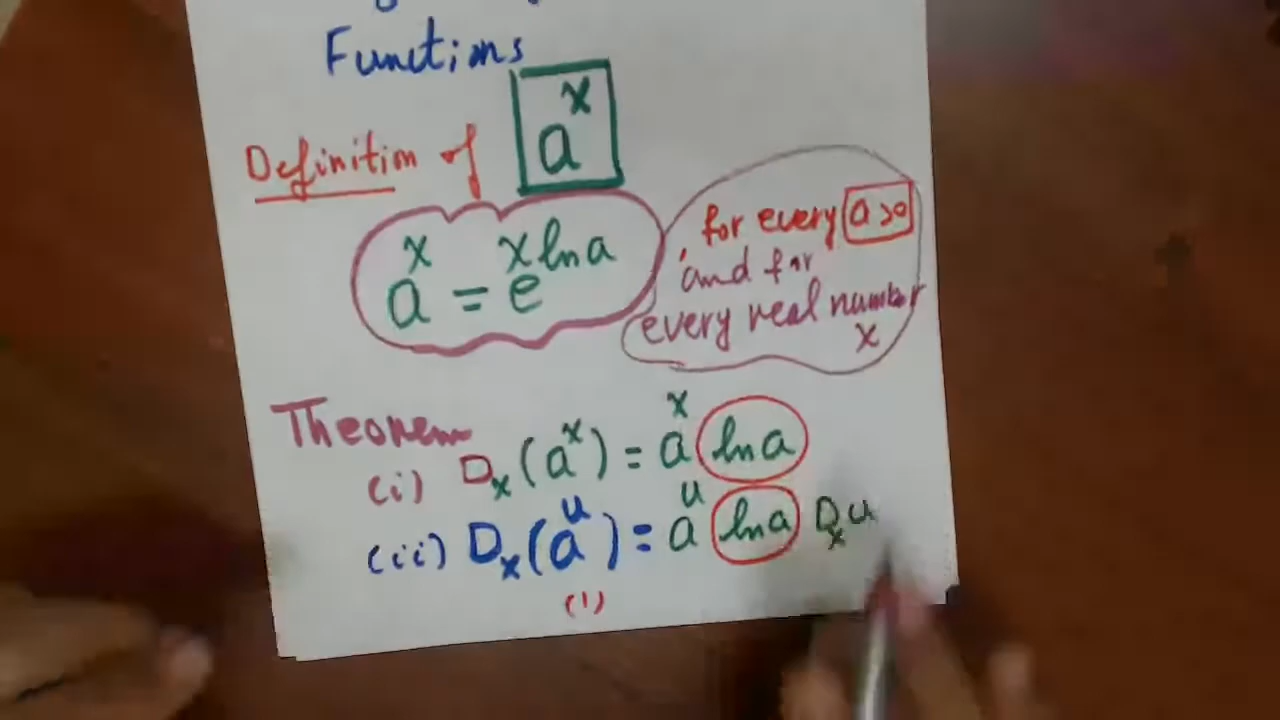 Functions
Definition of a^x
a^x = e^(x ln a) , for every a>0
and for
every real number
x
Theorem
(i) D_x(a^x) = a^x ln a
(ii) D_x(a^u) = a^u ln a D_x u
(1)